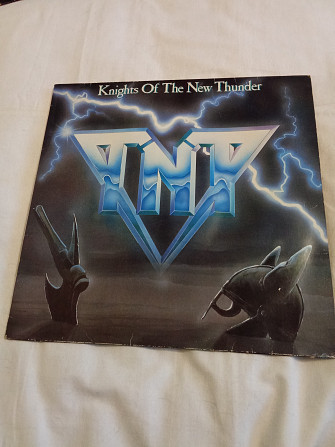 Knights Of The New Thunder
TNT